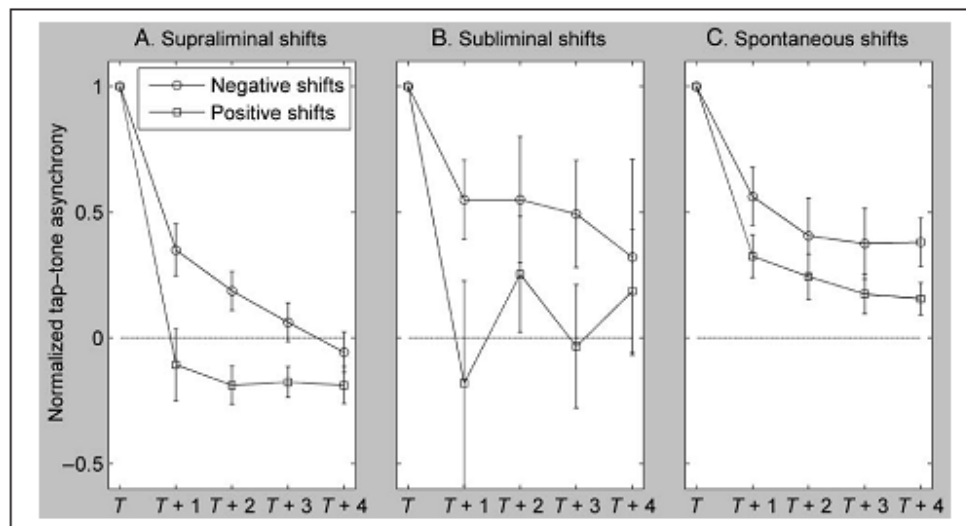 A. Supraliminal shifts
B. Subliminal shifts
C. Spontaneous shifts
Negative shifts
Positive shifts
Normalized tap–tone asynchrony
1
0.5
0
–0.5
T T + 1 T + 2 T + 3 T + 4
T T + 1 T + 2 T + 3 T + 4
T T + 1 T + 2 T + 3 T + 4